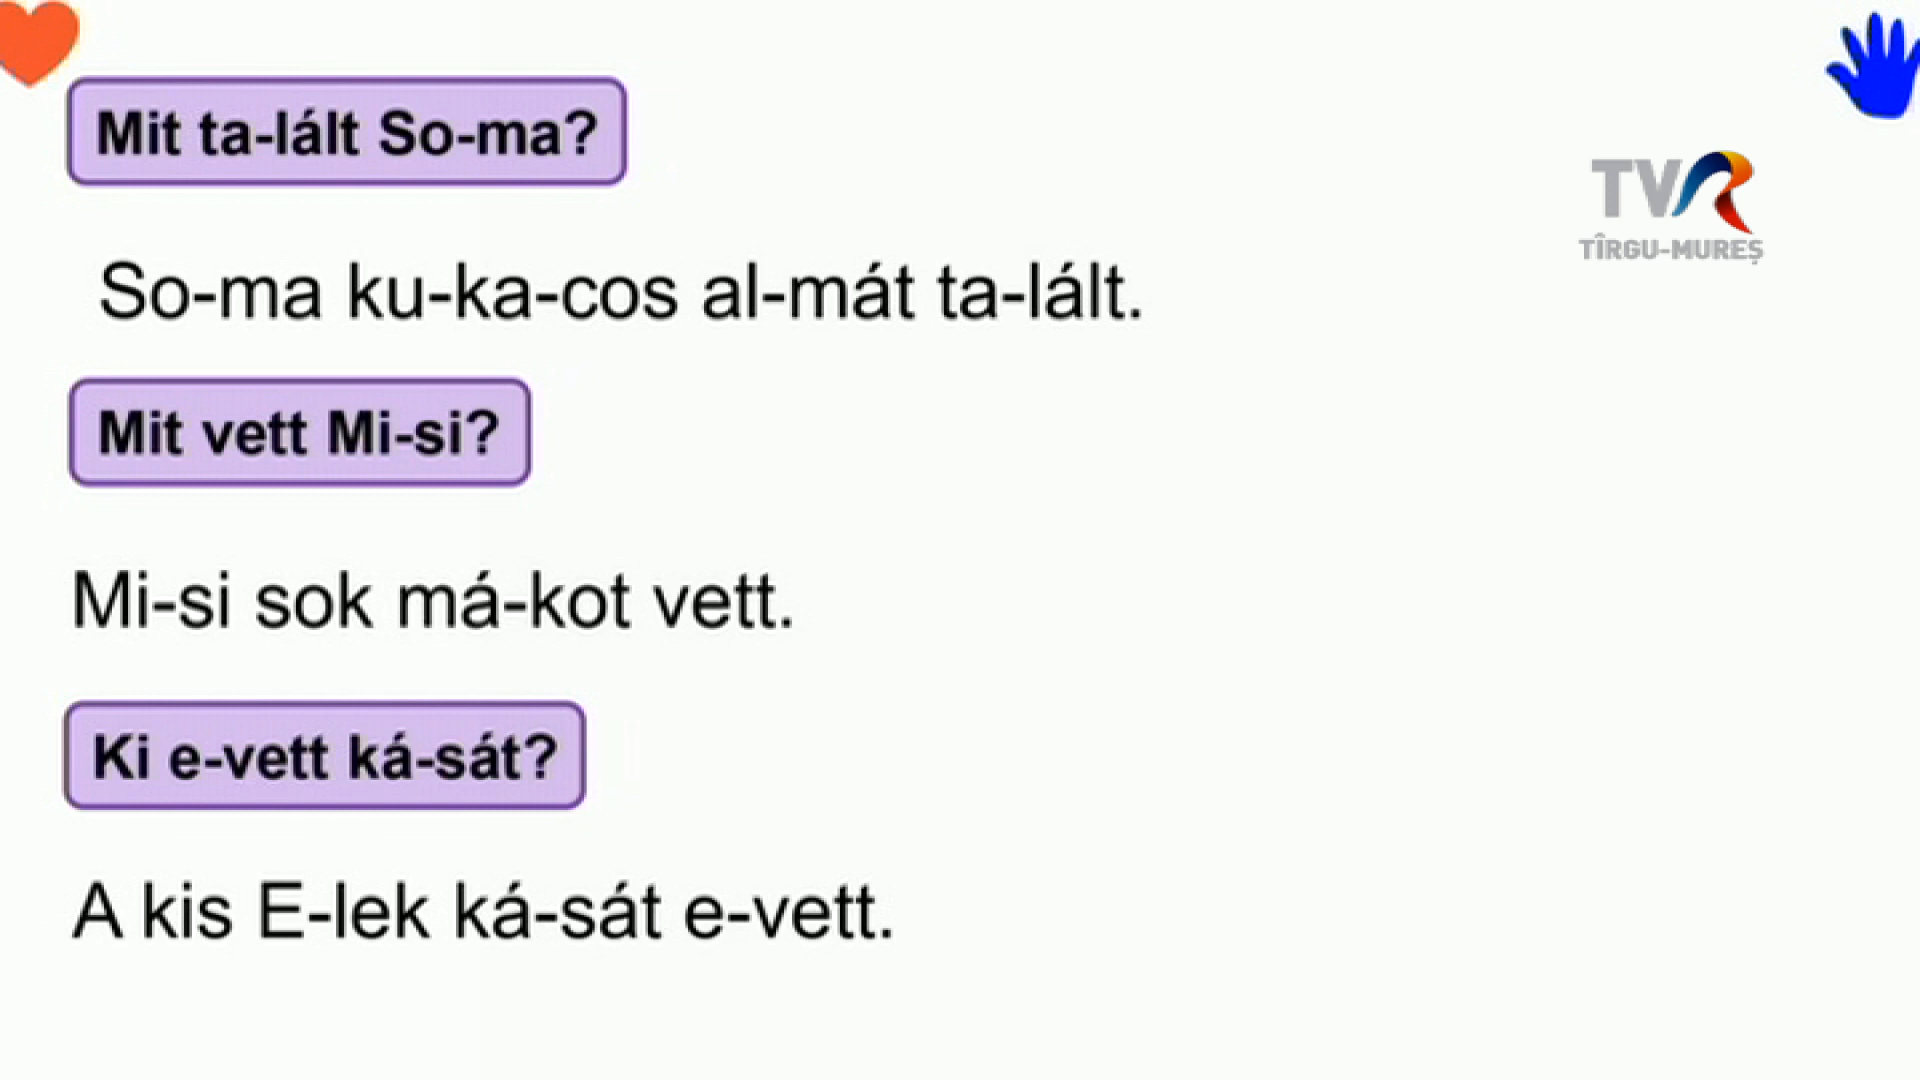 Mit ta-lált So-ma?
TVR
TÎRGU-MUREȘ
So-ma ku-ka-cos al-mát ta-lált.
Mit vett Mi-si?
Mi-si sok má-kot vett.
Ki e-vett ká-sát?
A kis E-lek ká-sát e-vett.